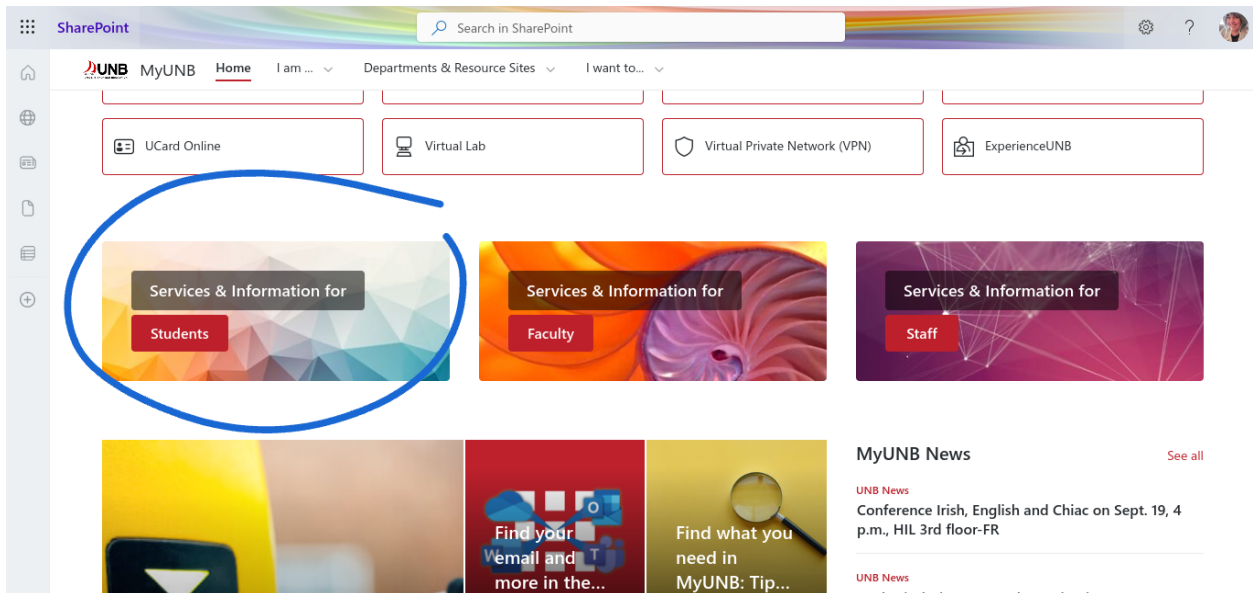 SharePoint
Search in SharePoint
?
UNB MyUNB Home I am ... Departments & Resource Sites I want to...
UCard Online
Virtual Lab
Virtual Private Network (VPN)
ExperienceUNB
Services & Information for
Students
Services & Information for
Faculty
Services & Information for
Staff
Find your
email and
more in the...
Find what you
need in
MyUNB: Tip...
MyUNB News
See all
UNB News
Conference Irish, English and Chiac on Sept. 19, 4
p.m., HIL 3rd floor-FR
UNB News